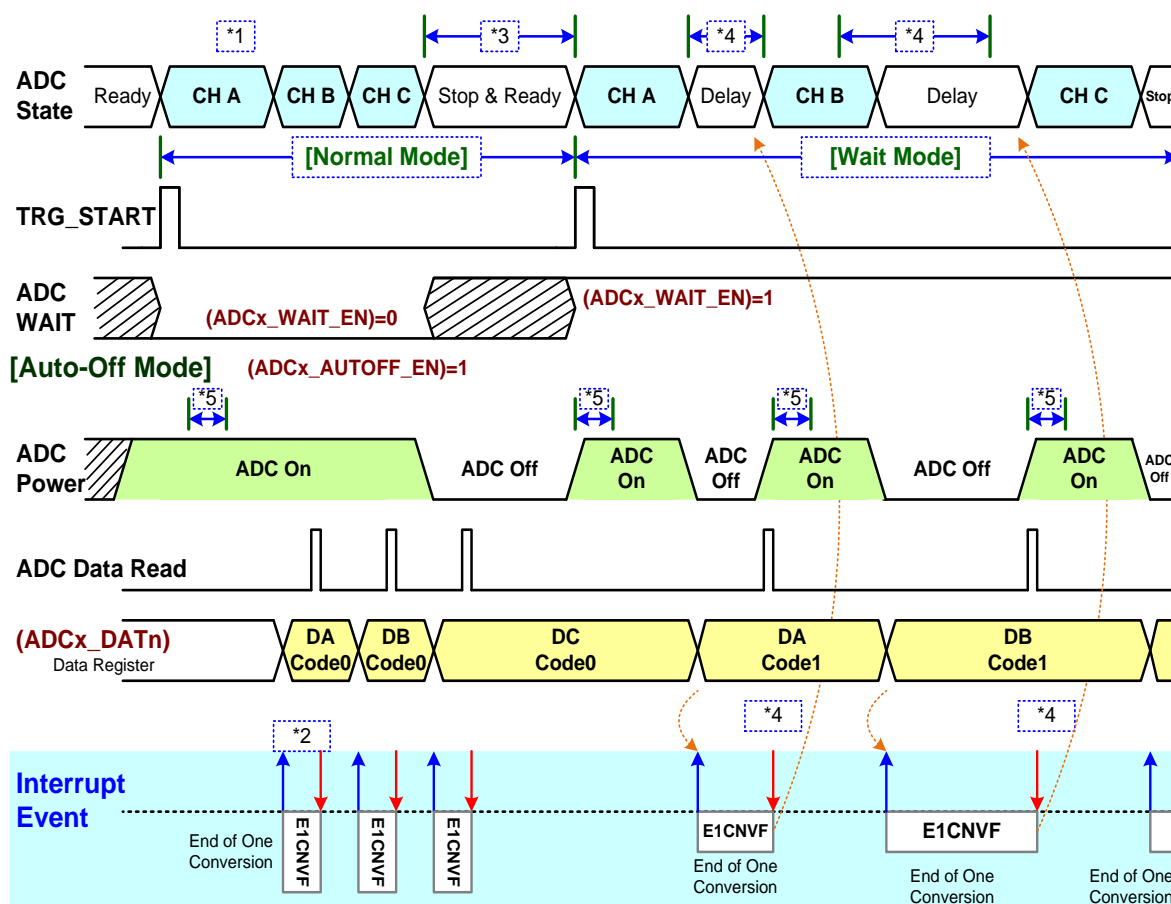 *1
*3
*4
*4
ADC
State
Ready
CH A
CH B
CH C
Stop & Ready
CH A
Delay
CH B
Delay
CH C
Stop
[Normal Mode]
[Wait Mode]
TRG_START
ADC
WAIT
(ADCx_WAIT_EN)=0
(ADCx_WAIT_EN)=1
[Auto-Off Mode]
(ADCx_AUTOFF_EN)=1
*5
*5
*5
*5
ADC
Power
ADC On
ADC Off
ADC
On
ADC
Off
ADC
On
ADC Off
ADC
On
ADC
Off
ADC Data Read
(ADCx_DATn)
Data Register
DA
Code0
DB
Code0
DC
Code0
DA
Code1
DB
Code1
*2
*4
*4
Interrupt
Event
End of One
Conversion
E1CNVF
E1CNVF
E1CNVF
E1CNVF
End of One
Conversion
E1CNVF
End of One
Conversion
End of One
Conversion